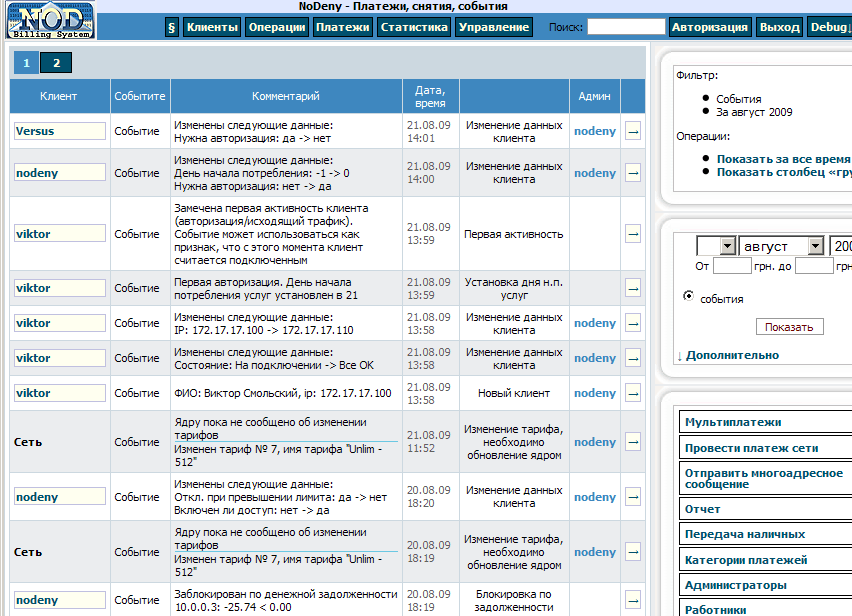 NoDeny - Платежи, снятия, события
NOD
Billing System
§ Клиенты Операции Платежи Статистика Управление Поиск: Авторизация Выход Debug↓
1 2
Клиент Событите Комментарий Дата, время Админ
Versus Событие Изменены следующие данные:
Нужна авторизация: да -> нет
21.08.09
14:01
Изменение данных
клиента
nodeny →
nodeny Событие Изменены следующие данные:
День начала потребления: -1 -> 0
Нужна авторизация: нет -> да
21.08.09
14:00
Изменение данных
клиента
nodeny →
viktor Событие Замечена первая активность клиента
(авторизация/исходящий трафик).
Событие может использоваться как
признак, что с этого момента клиент
считается подключенным
21.08.09
13:59
Первая активность →
viktor Событие Первая авторизация. День начала
потребления услуг установлен в 21
21.08.09
13:59
Установка дня н.п.
услуг
→
viktor Событие Изменены следующие данные:
IP: 172.17.17.100 -> 172.17.17.110
21.08.09
13:58
Изменение данных
клиента
nodeny →
viktor Событие Изменены следующие данные:
Состояние: На подключении -> Все ОК
21.08.09
13:58
Изменение данных
клиента
nodeny →
viktor Событие ФИО: Виктор Смольский, ip: 172.17.17.100
21.08.09
13:58
Новый клиент nodeny →
Сеть Событие Ядру пока не сообщено об изменении
тарифов
Изменен тариф № 7, имя тарифа "Unlim -
512"
21.08.09
11:52
Изменение тарифа,
необходимо
обновление ядром
nodeny →
nodeny Событие Изменены следующие данные:
Откл. при превышении лимита: да -> нет
Включен ли доступ: нет -> да
20.08.09
18:20
Изменение данных
клиента
nodeny →
Сеть Событие Ядру пока не сообщено об изменении
тарифов
Изменен тариф № 7, имя тарифа "Unlim -
512"
20.08.09
18:19
Изменение тарифа,
необходимо
обновление ядром
nodeny →
nodeny Событие Заблокирован по денежной задолженности
10.0.0.3: -25.74 < 0.00
20.08.09
18:19
Блокировка по
задолженности
→
Фильтр:
● События
● За август 2009
Операции:
● Показать за все время
● Показать столбец «гру
август 200
От грн. до грн
события
Показать
↓ Дополнительно
Мультиплатежи
Провести платеж сети
Отправить многоадресное
сообщение
Отчет
Передача наличных
Категории платежей
Администраторы
Работники